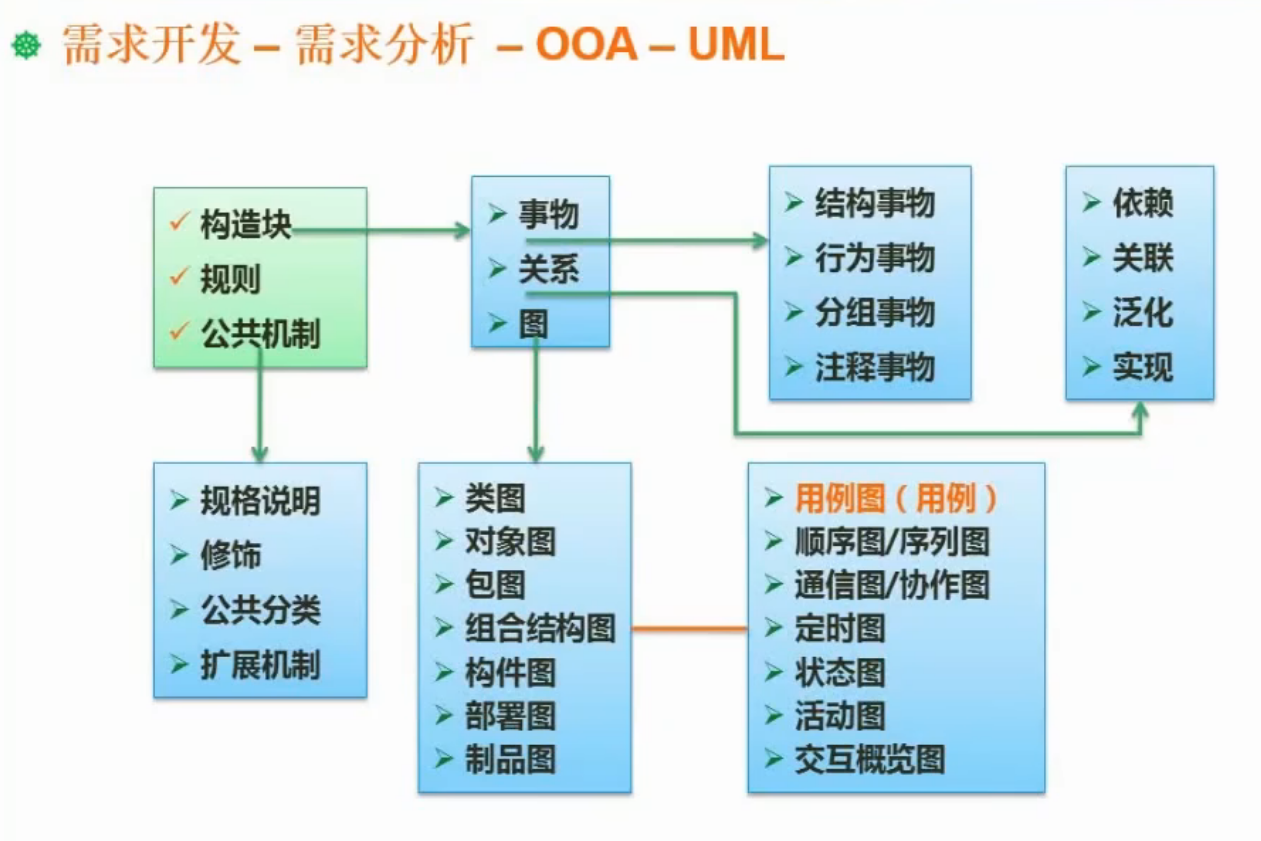 需求开发 – 需求分析 – OOA – UML
构造块
规则
公共机制
事物
关系
图
结构事物
行为事物
分组事物
注释事物
依赖
关联
泛化
实现
规格说明
修饰
公共分类
扩展机制
类图
对象图
包图
组合结构图
构件图
部署图
制品图
用例图（用例）
顺序图/序列图
通信图/协作图
定时图
状态图
活动图
交互概览图